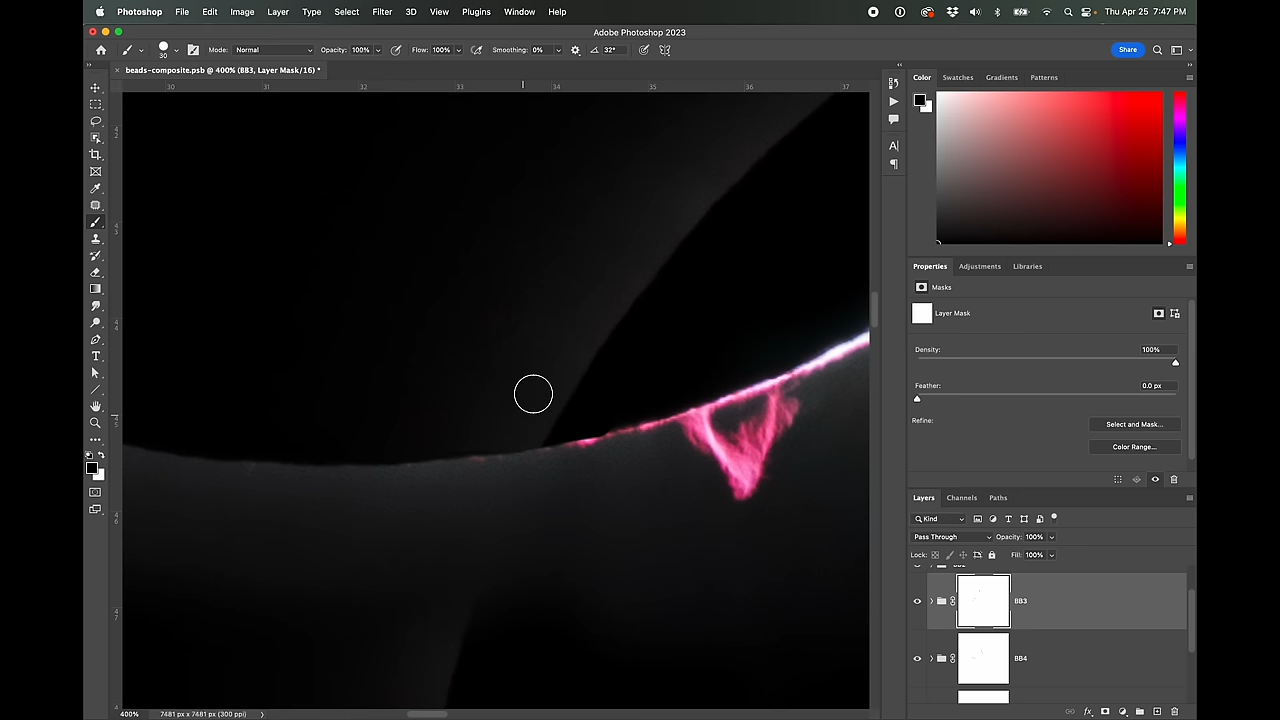 Photoshop File Edit Image Layer Type Select Filter 3D View Plugins Window Help Thu Apr 25 7:47 PM
Adobe Photoshop 2023
30 Mode: Normal Opacity: 100% Flow: 100% Smoothing: 0% 32° Share
beads-composite.psb @ 400% (BB3, Layer Mask/16) *
30 31 32 33 34 35 36 37
Color Swatches Gradients Patterns
Properties Adjustments Libraries
Masks
Layer Mask
Density: 100%
Feather: 0.0 px
Refine: Select and Mask...
Color Range...
Layers Channels Paths
Kind
Pass Through Opacity: 100%
Lock: Fill: 100%
BB3
BB4
400% 7481 px x 7481 px (300 ppi)